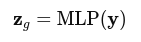 z_g = MLP(y)